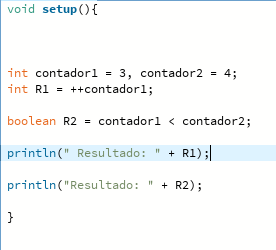 void setup(){
int contador1 = 3, contador2 = 4;
int R1 = ++contador1;
boolean R2 = contador1 < contador2;
println(" Resultado: " + R1);
println("Resultado: " + R2);
}